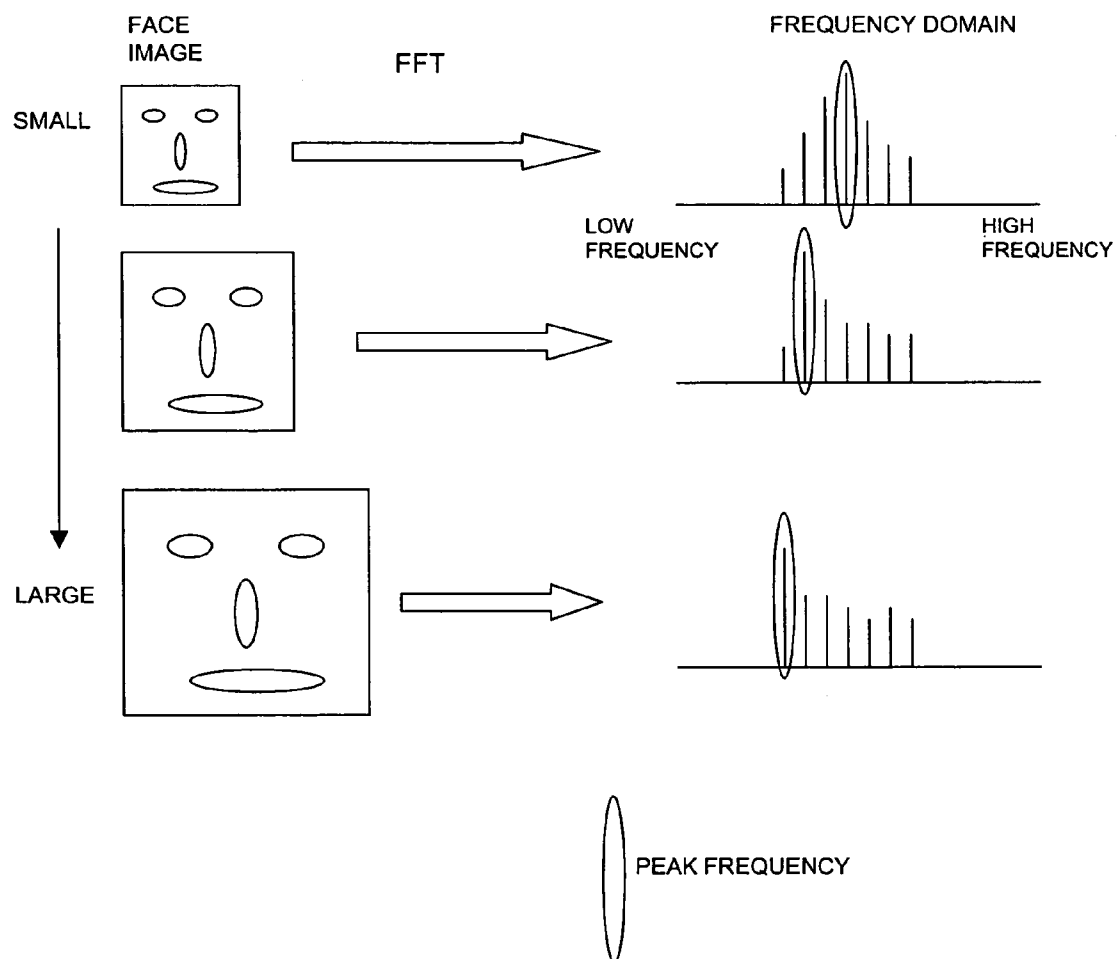 FACE
IMAGE
FFT
FREQUENCY DOMAIN
SMALL
LOW
FREQUENCY
HIGH
FREQUENCY
LARGE
PEAK FREQUENCY